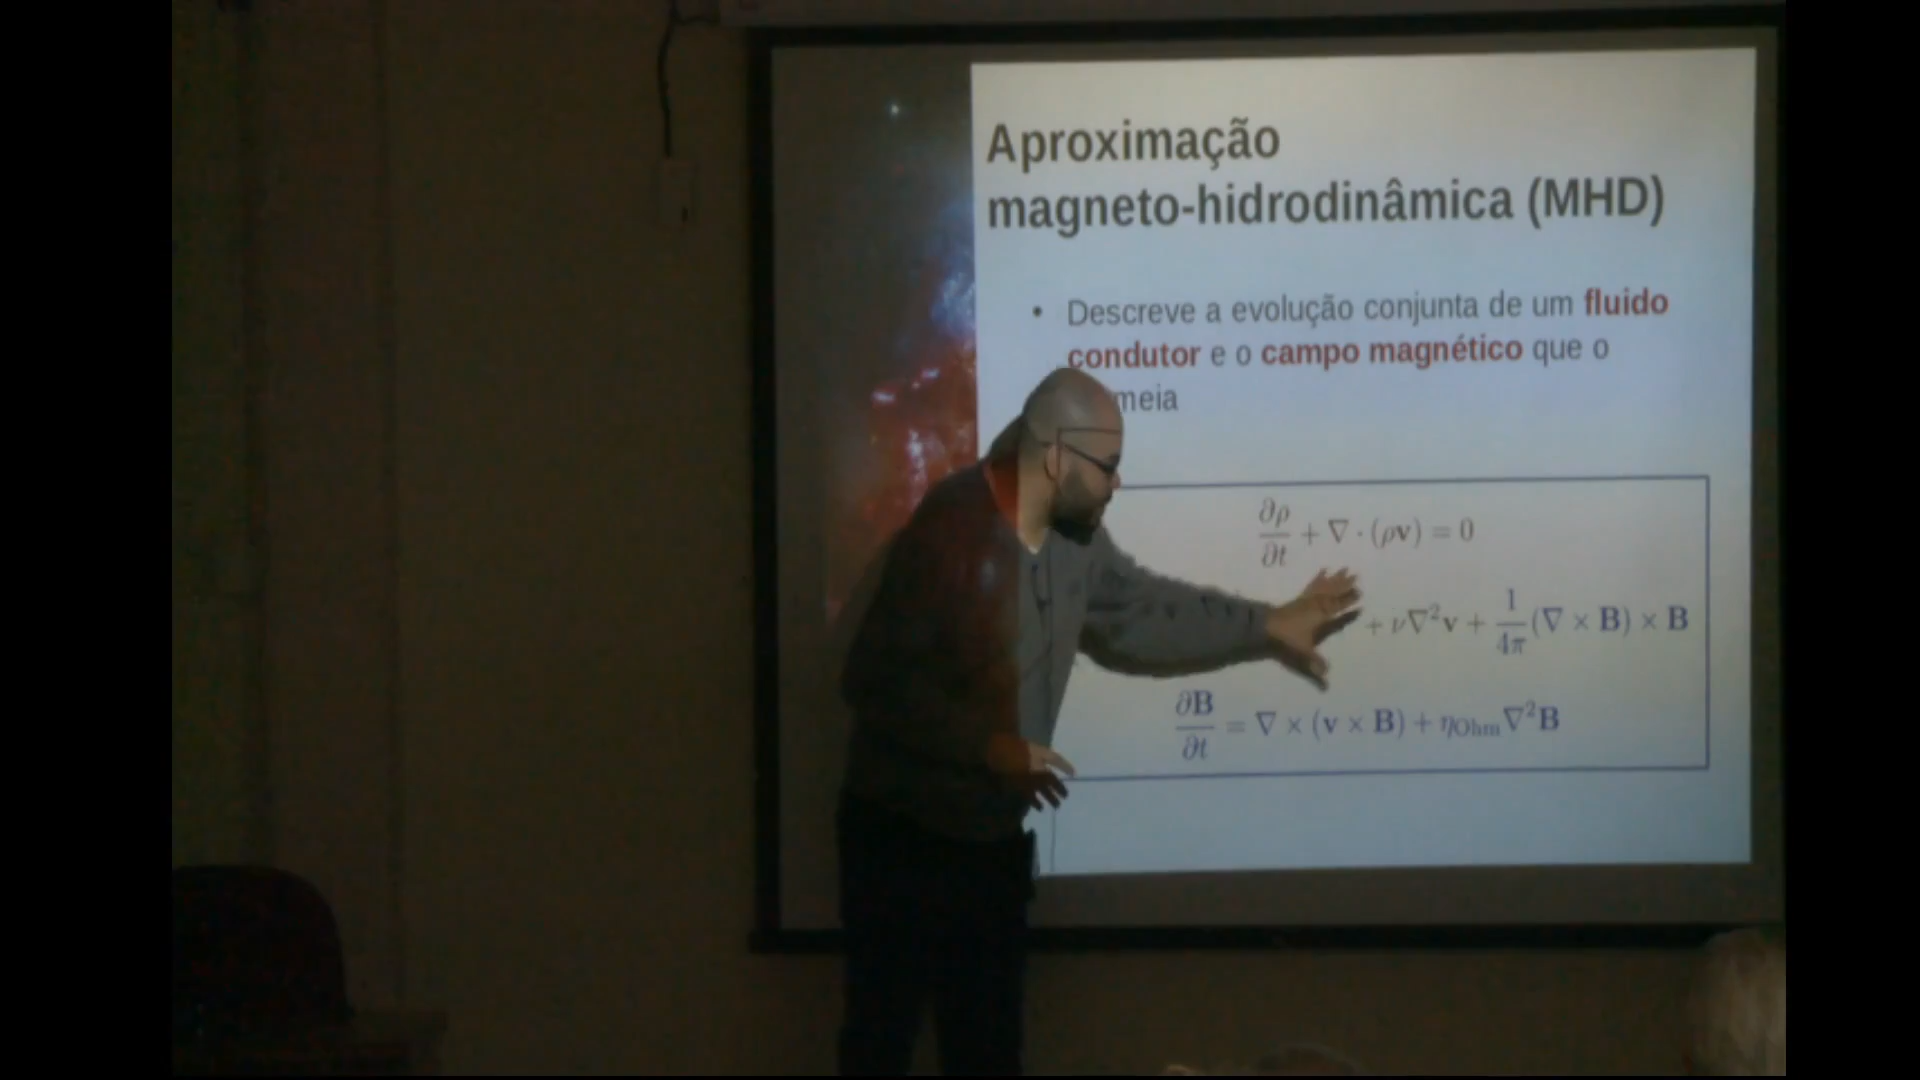 Aproximação
magneto-hidrodinâmica (MHD)
• Descreve a evolução conjunta de um fluido
condutor e o campo magnético que o
meia
∂ρ/∂t + ∇ · (ρv) = 0
+ ν∇²v + 1/4π (∇ × B) × B
∂B/∂t = ∇ × (v × B) + ηOhm∇²B